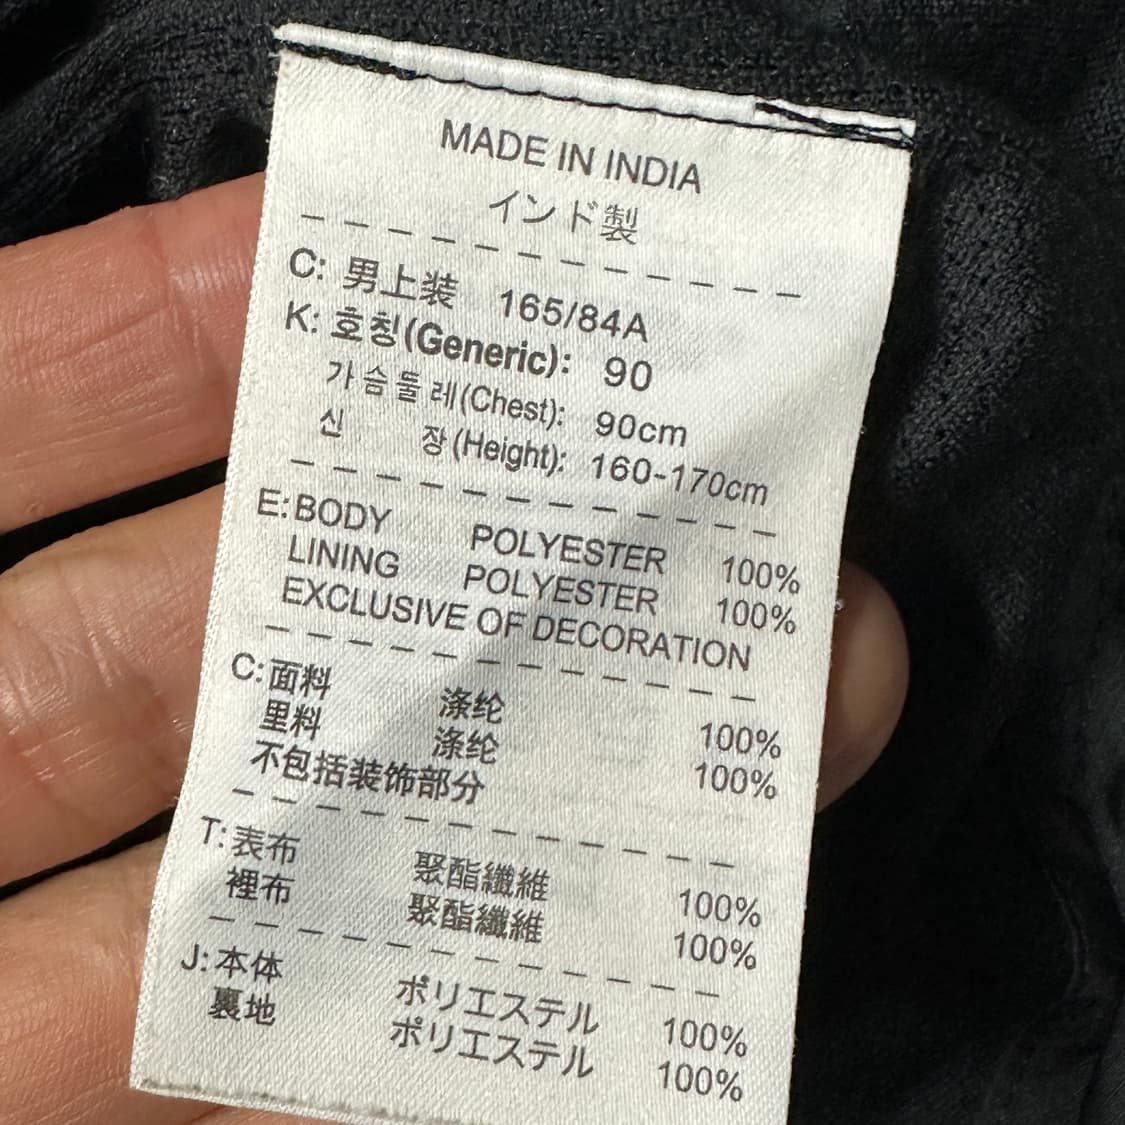 MADE IN INDIA
インド製
C: 男上装 165/84A
K: 호칭(Generic): 90
가슴둘레(Chest): 90cm
신 장(Height): 160-170cm
E: BODY POLYESTER 100%
LINING POLYESTER 100%
EXCLUSIVE OF DECORATION
C: 面料 涤纶 100%
里料 涤纶 100%
不包括装饰部分
T: 表布 聚酯纖維 100%
裡布 聚酯纖維 100%
J: 本体 ポリエステル 100%
裏地 ポリエステル 100%